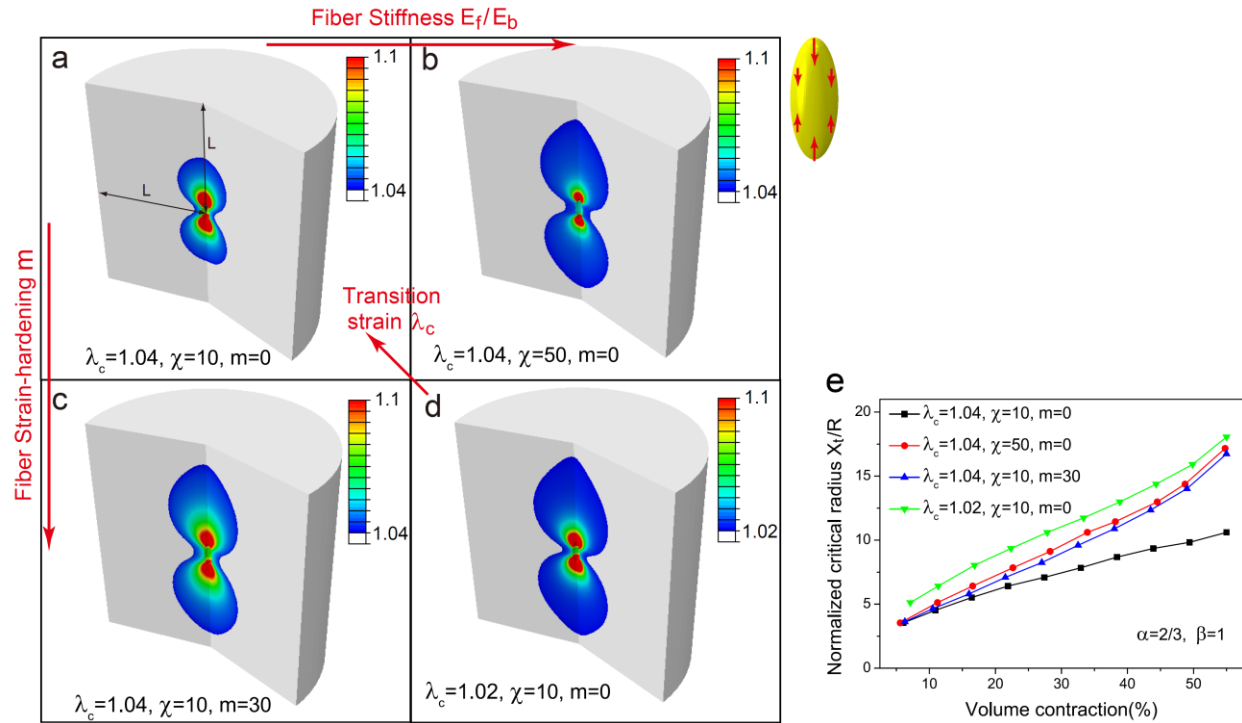 Fiber Stiffness E_f/E_b
a
1.1
L
L
1.04
λ_c=1.04, χ=10, m=0
b
1.1
1.04
λ_c=1.04, χ=50, m=0
Fiber Strain-hardening m
Transition
strain λ_c
c
1.1
1.04
λ_c=1.04, χ=10, m=30
d
1.1
1.02
λ_c=1.02, χ=10, m=0
e
Normalized critical radius X_t/R
20
15
10
5
0
λ_c=1.04, χ=10, m=0
λ_c=1.04, χ=50, m=0
λ_c=1.04, χ=10, m=30
λ_c=1.02, χ=10, m=0
α=2/3, β=1
10 20 30 40 50
Volume contraction(%)